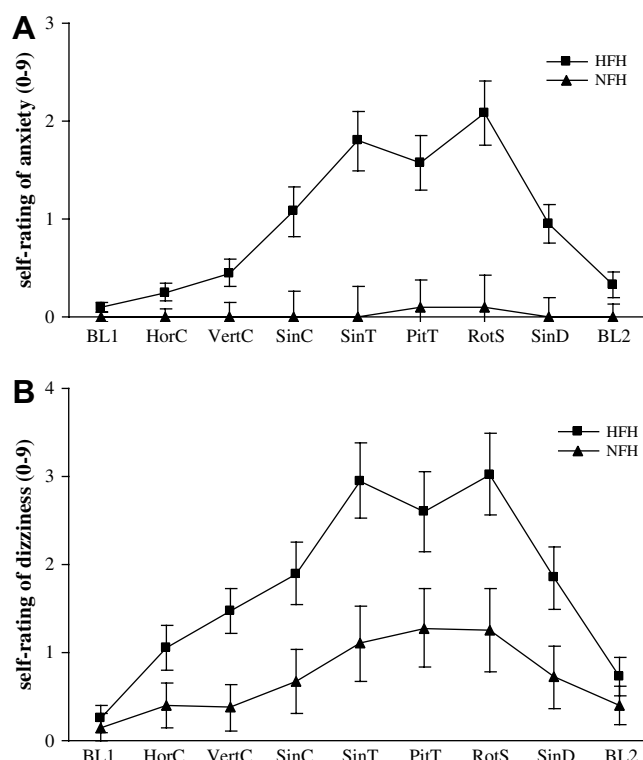 A
self-rating of anxiety (0-9)
3
2
1
0
HFH
NFH
BL1 HorC VertC SinC SinT PitT RotS SinD BL2
B
self-rating of dizziness (0-9)
4
3
2
1
0
HFH
NFH
BL1 HorC VertC SinC SinT PitT RotS SinD BL2